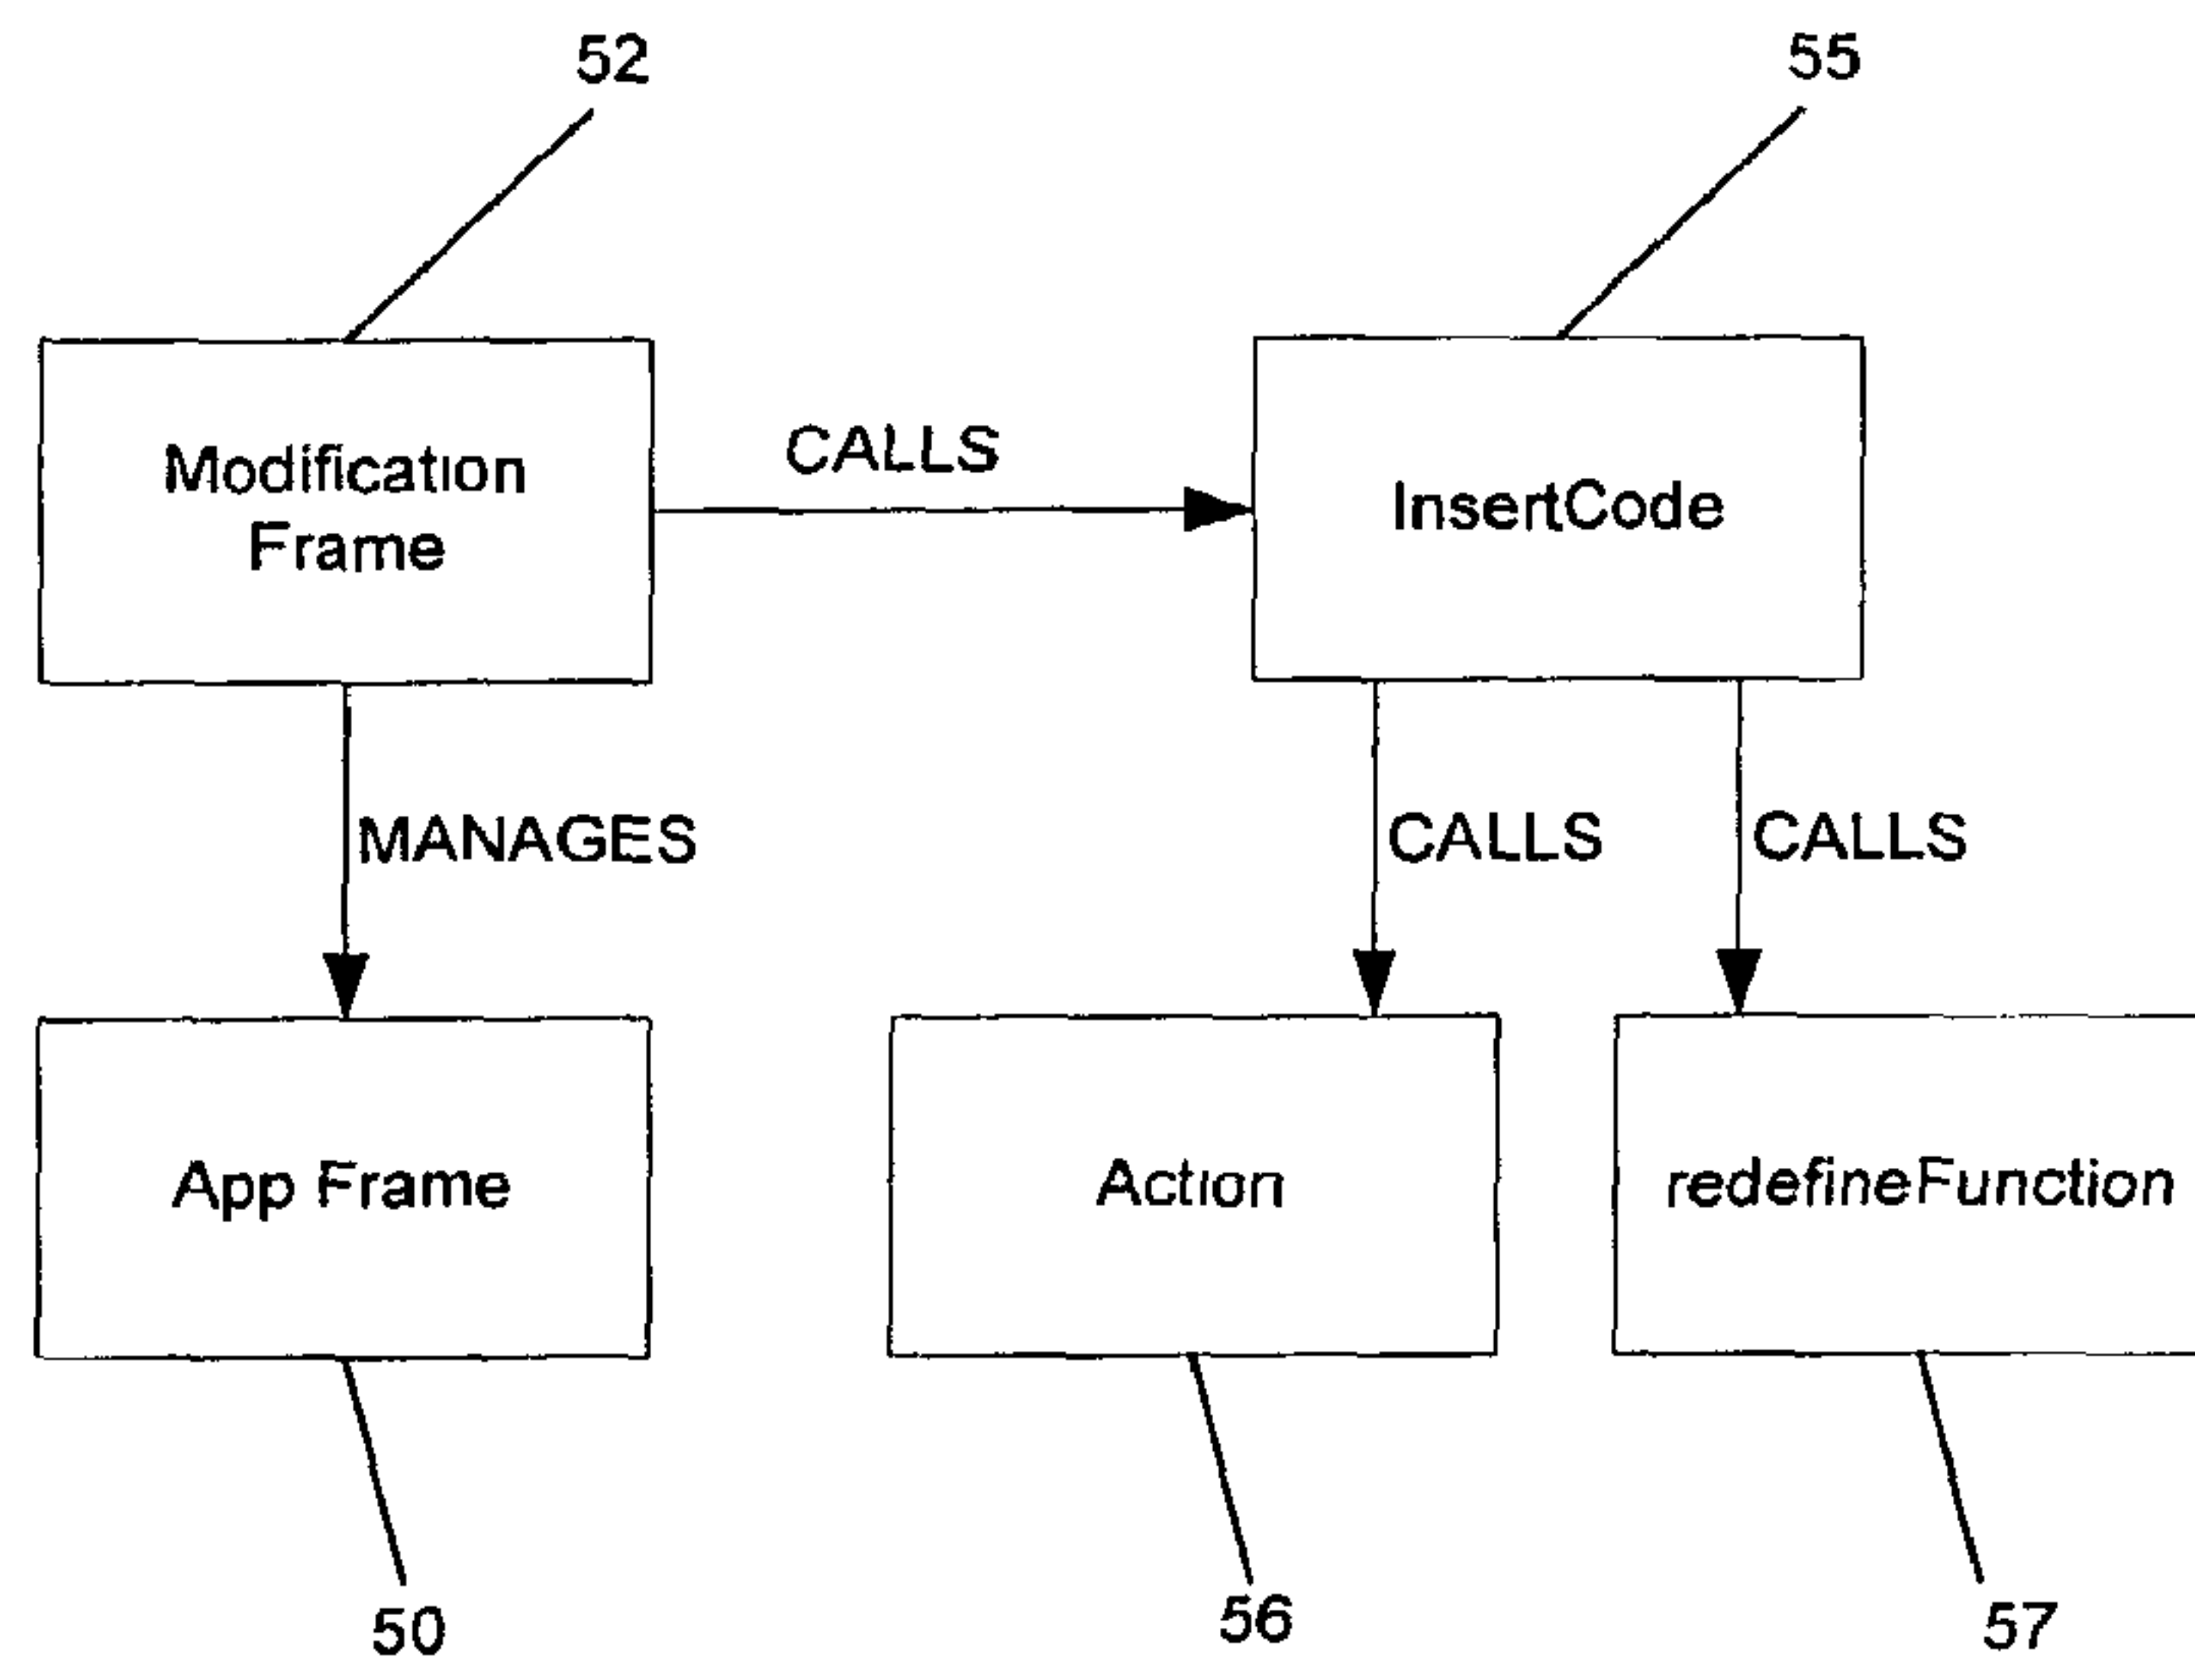 52
55
Modification
Frame
CALLS
InsertCode
MANAGES
CALLS
CALLS
App Frame
Action
redefineFunction
50
56
57